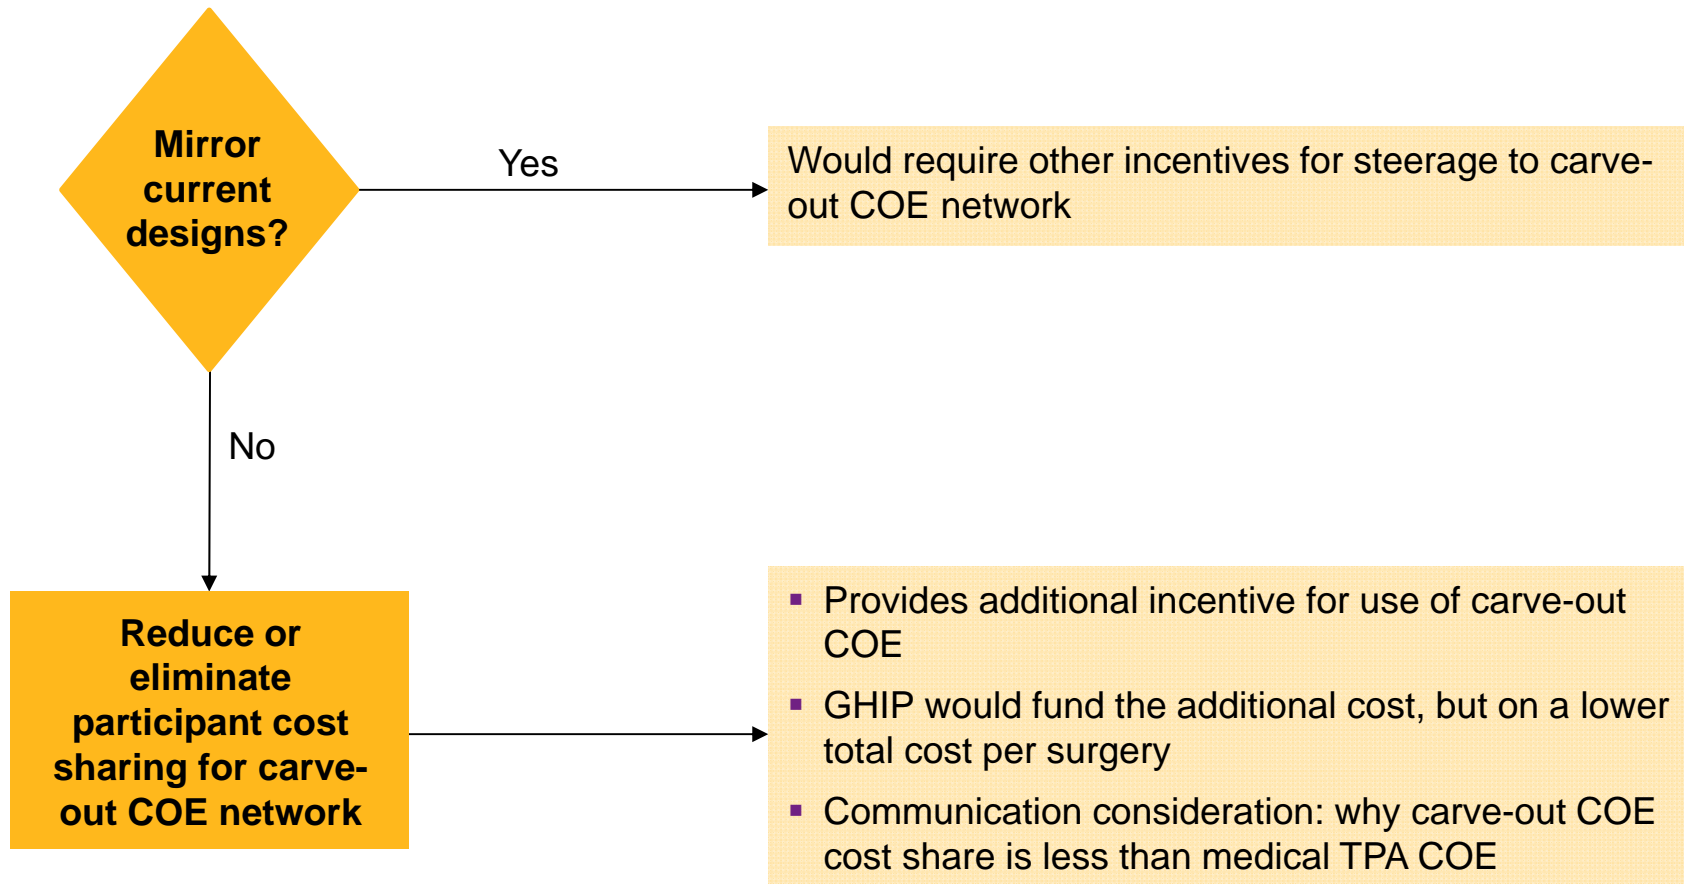 Mirror
current
designs?
Yes
Would require other incentives for steerage to carve-
out COE network
No
Reduce or
eliminate
participant cost
sharing for carve-
out COE network
▪ Provides additional incentive for use of carve-out
COE
▪ GHIP would fund the additional cost, but on a lower
total cost per surgery
▪ Communication consideration: why carve-out COE
cost share is less than medical TPA COE